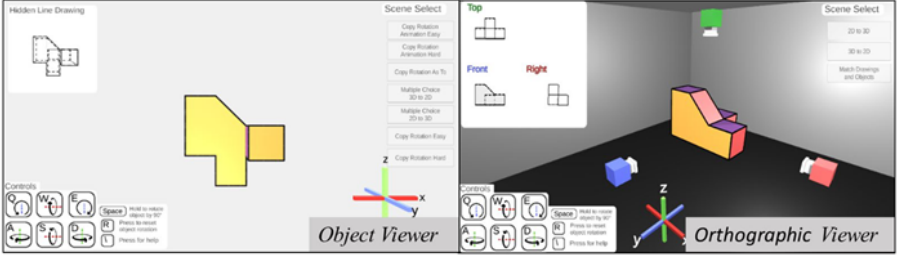 Hidden Line Drawing
Scene Select
Copy Rotation
Animation Easy
Copy Rotation
Animation Hard
Copy Rotation As To
Multiple Choice
3D to 2D
Multiple Choice
2D to 3D
Copy Rotation Easy
Copy Rotation Hard
z
x
y
Controls
Q W E
A S D
Space
Hold to rotate
object by 90°
R
Press to reset
object rotation
\
Press for help
Object Viewer
Top
Front
Right
Scene Select
2D to 3D
3D to 2D
Match Drawings
and Objects
Controls
Q W E
A S D
Space
Hold to rotate
object by 90°
R
Press to reset
object rotation
\
Press for help
z
y
Orthographic Viewer